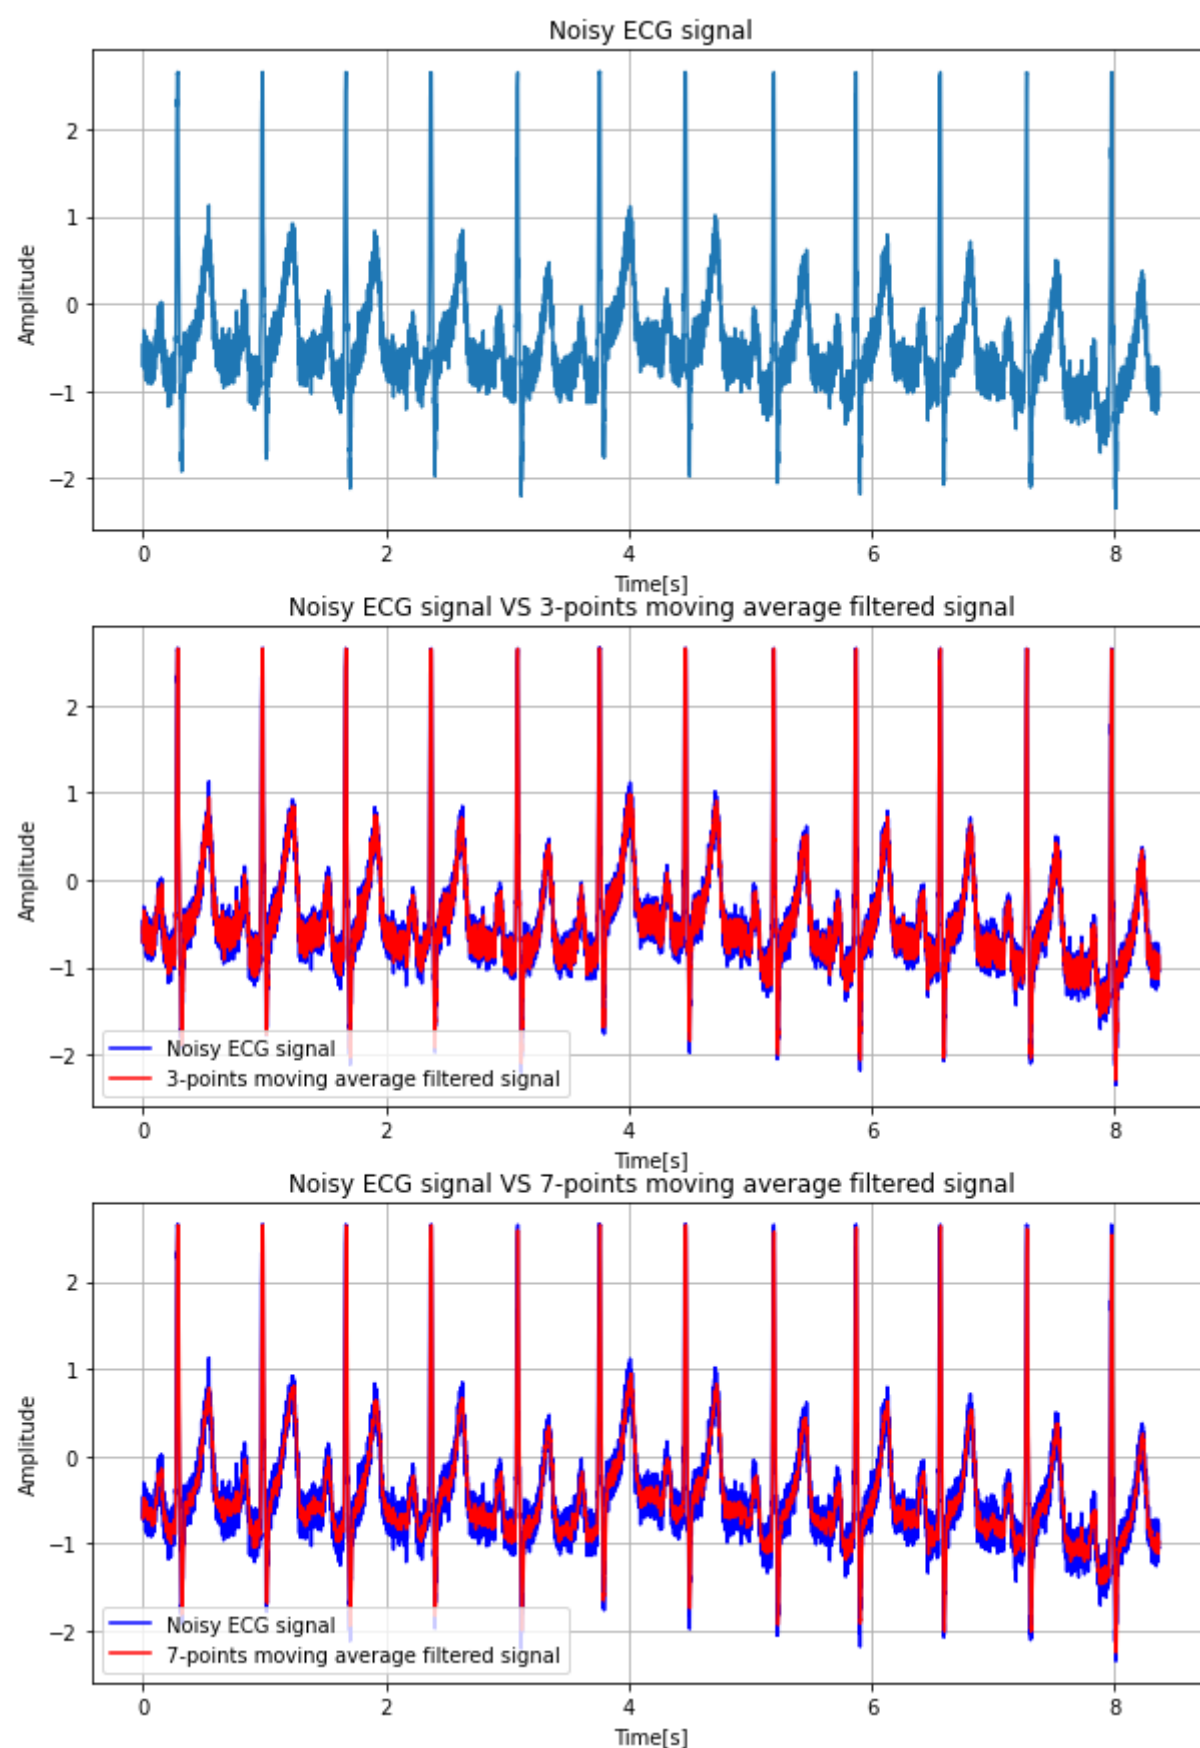 Noisy ECG signal
2
1
0
−1
−2
Amplitude
0 2 4 6 8
Time[s]
Noisy ECG signal VS 3-points moving average filtered signal
2
1
0
−1
−2
Amplitude
Noisy ECG signal
3-points moving average filtered signal
0 2 4 6 8
Time[s]
Noisy ECG signal VS 7-points moving average filtered signal
2
1
0
−1
−2
Amplitude
Noisy ECG signal
7-points moving average filtered signal
0 2 4 6 8
Time[s]